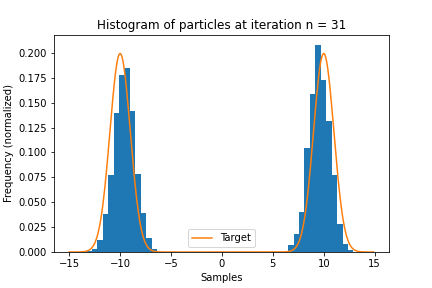 Histogram of particles at iteration n = 31
Frequency (normalized)
0.200
0.175
0.150
0.125
0.100
0.075
0.050
0.025
0.000
Target
−15 −10 −5 0 5 10 15
Samples